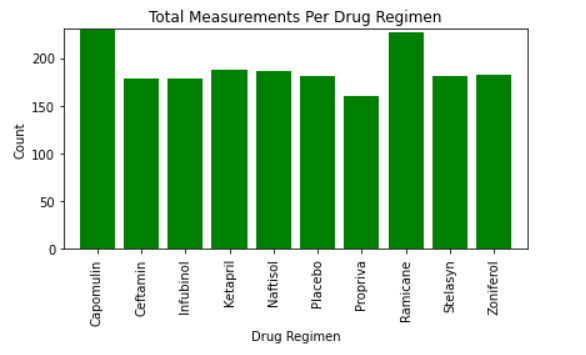 Total Measurements Per Drug Regimen
200
150
100
50
0
Count
Capomulin
Ceftamin
Infubinol
Ketapril
Naftisol
Placebo
Propriva
Ramicane
Stelasyn
Zoniferol
Drug Regimen